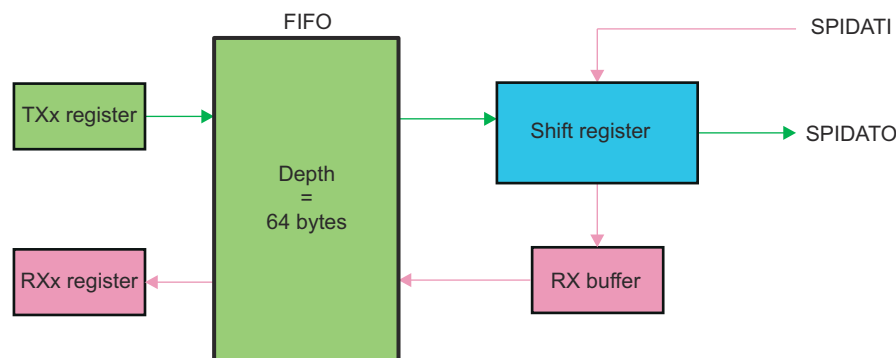 FIFO
SPIDATI
TXx register
Shift register
SPIDATO
Depth
=
64 bytes
RXx register
RX buffer